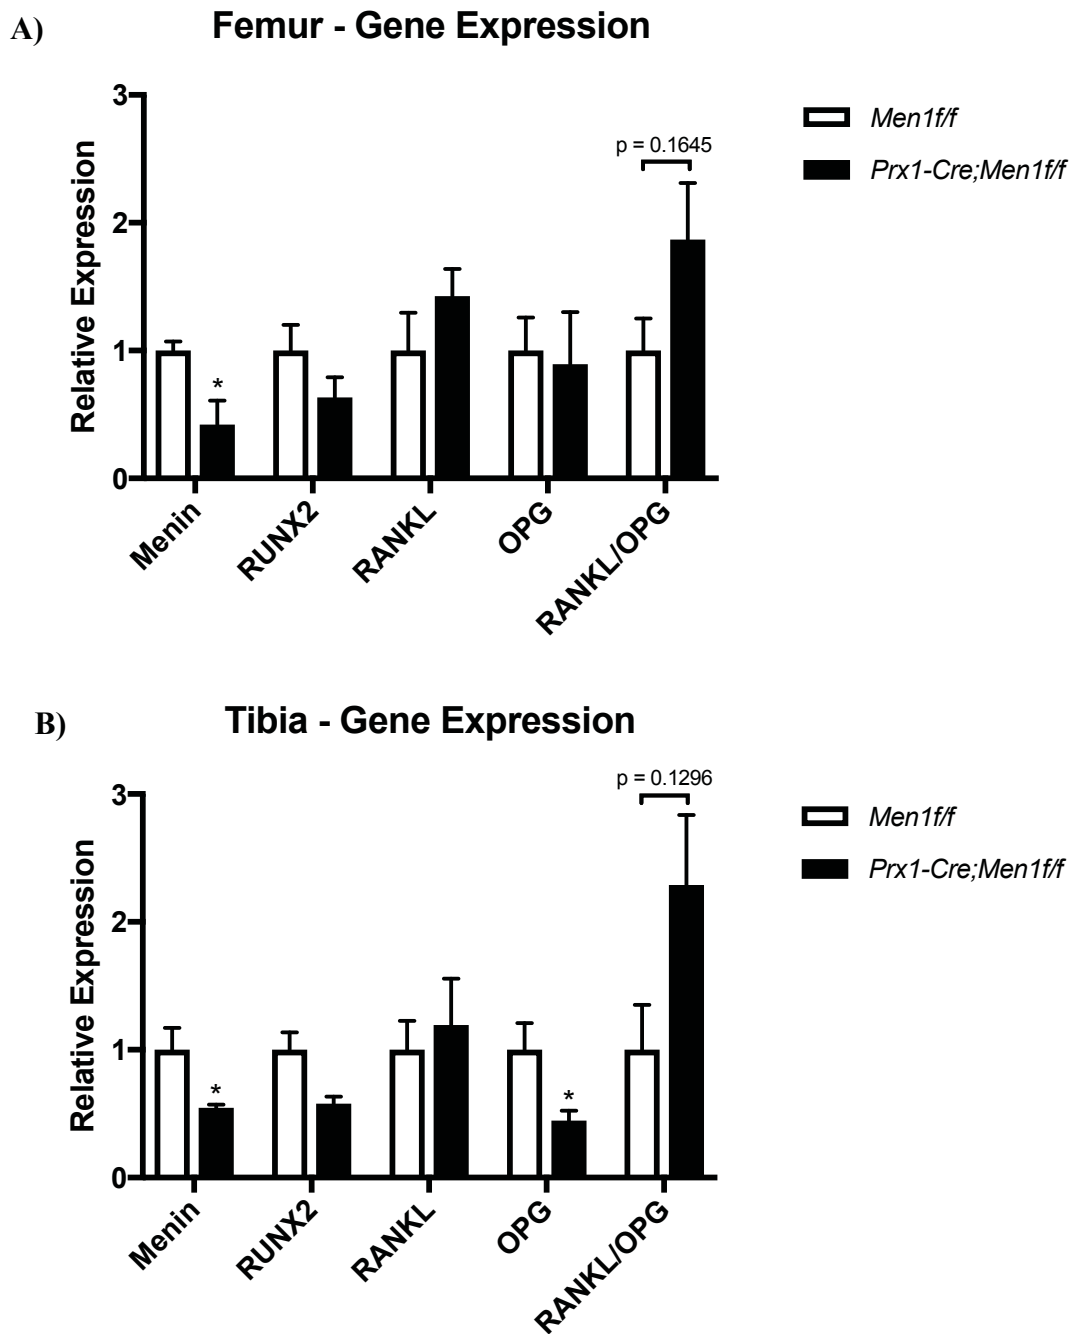 A)
Femur - Gene Expression
3
2
1
0
Relative Expression
p = 0.1645
*
Menin
RUNX2
RANKL
OPG
RANKL/OPG
Men1f/f
Prx1-Cre;Men1f/f
B)
Tibia - Gene Expression
3
2
1
0
Relative Expression
p = 0.1296
*
*
Menin
RUNX2
RANKL
OPG
RANKL/OPG
Men1f/f
Prx1-Cre;Men1f/f